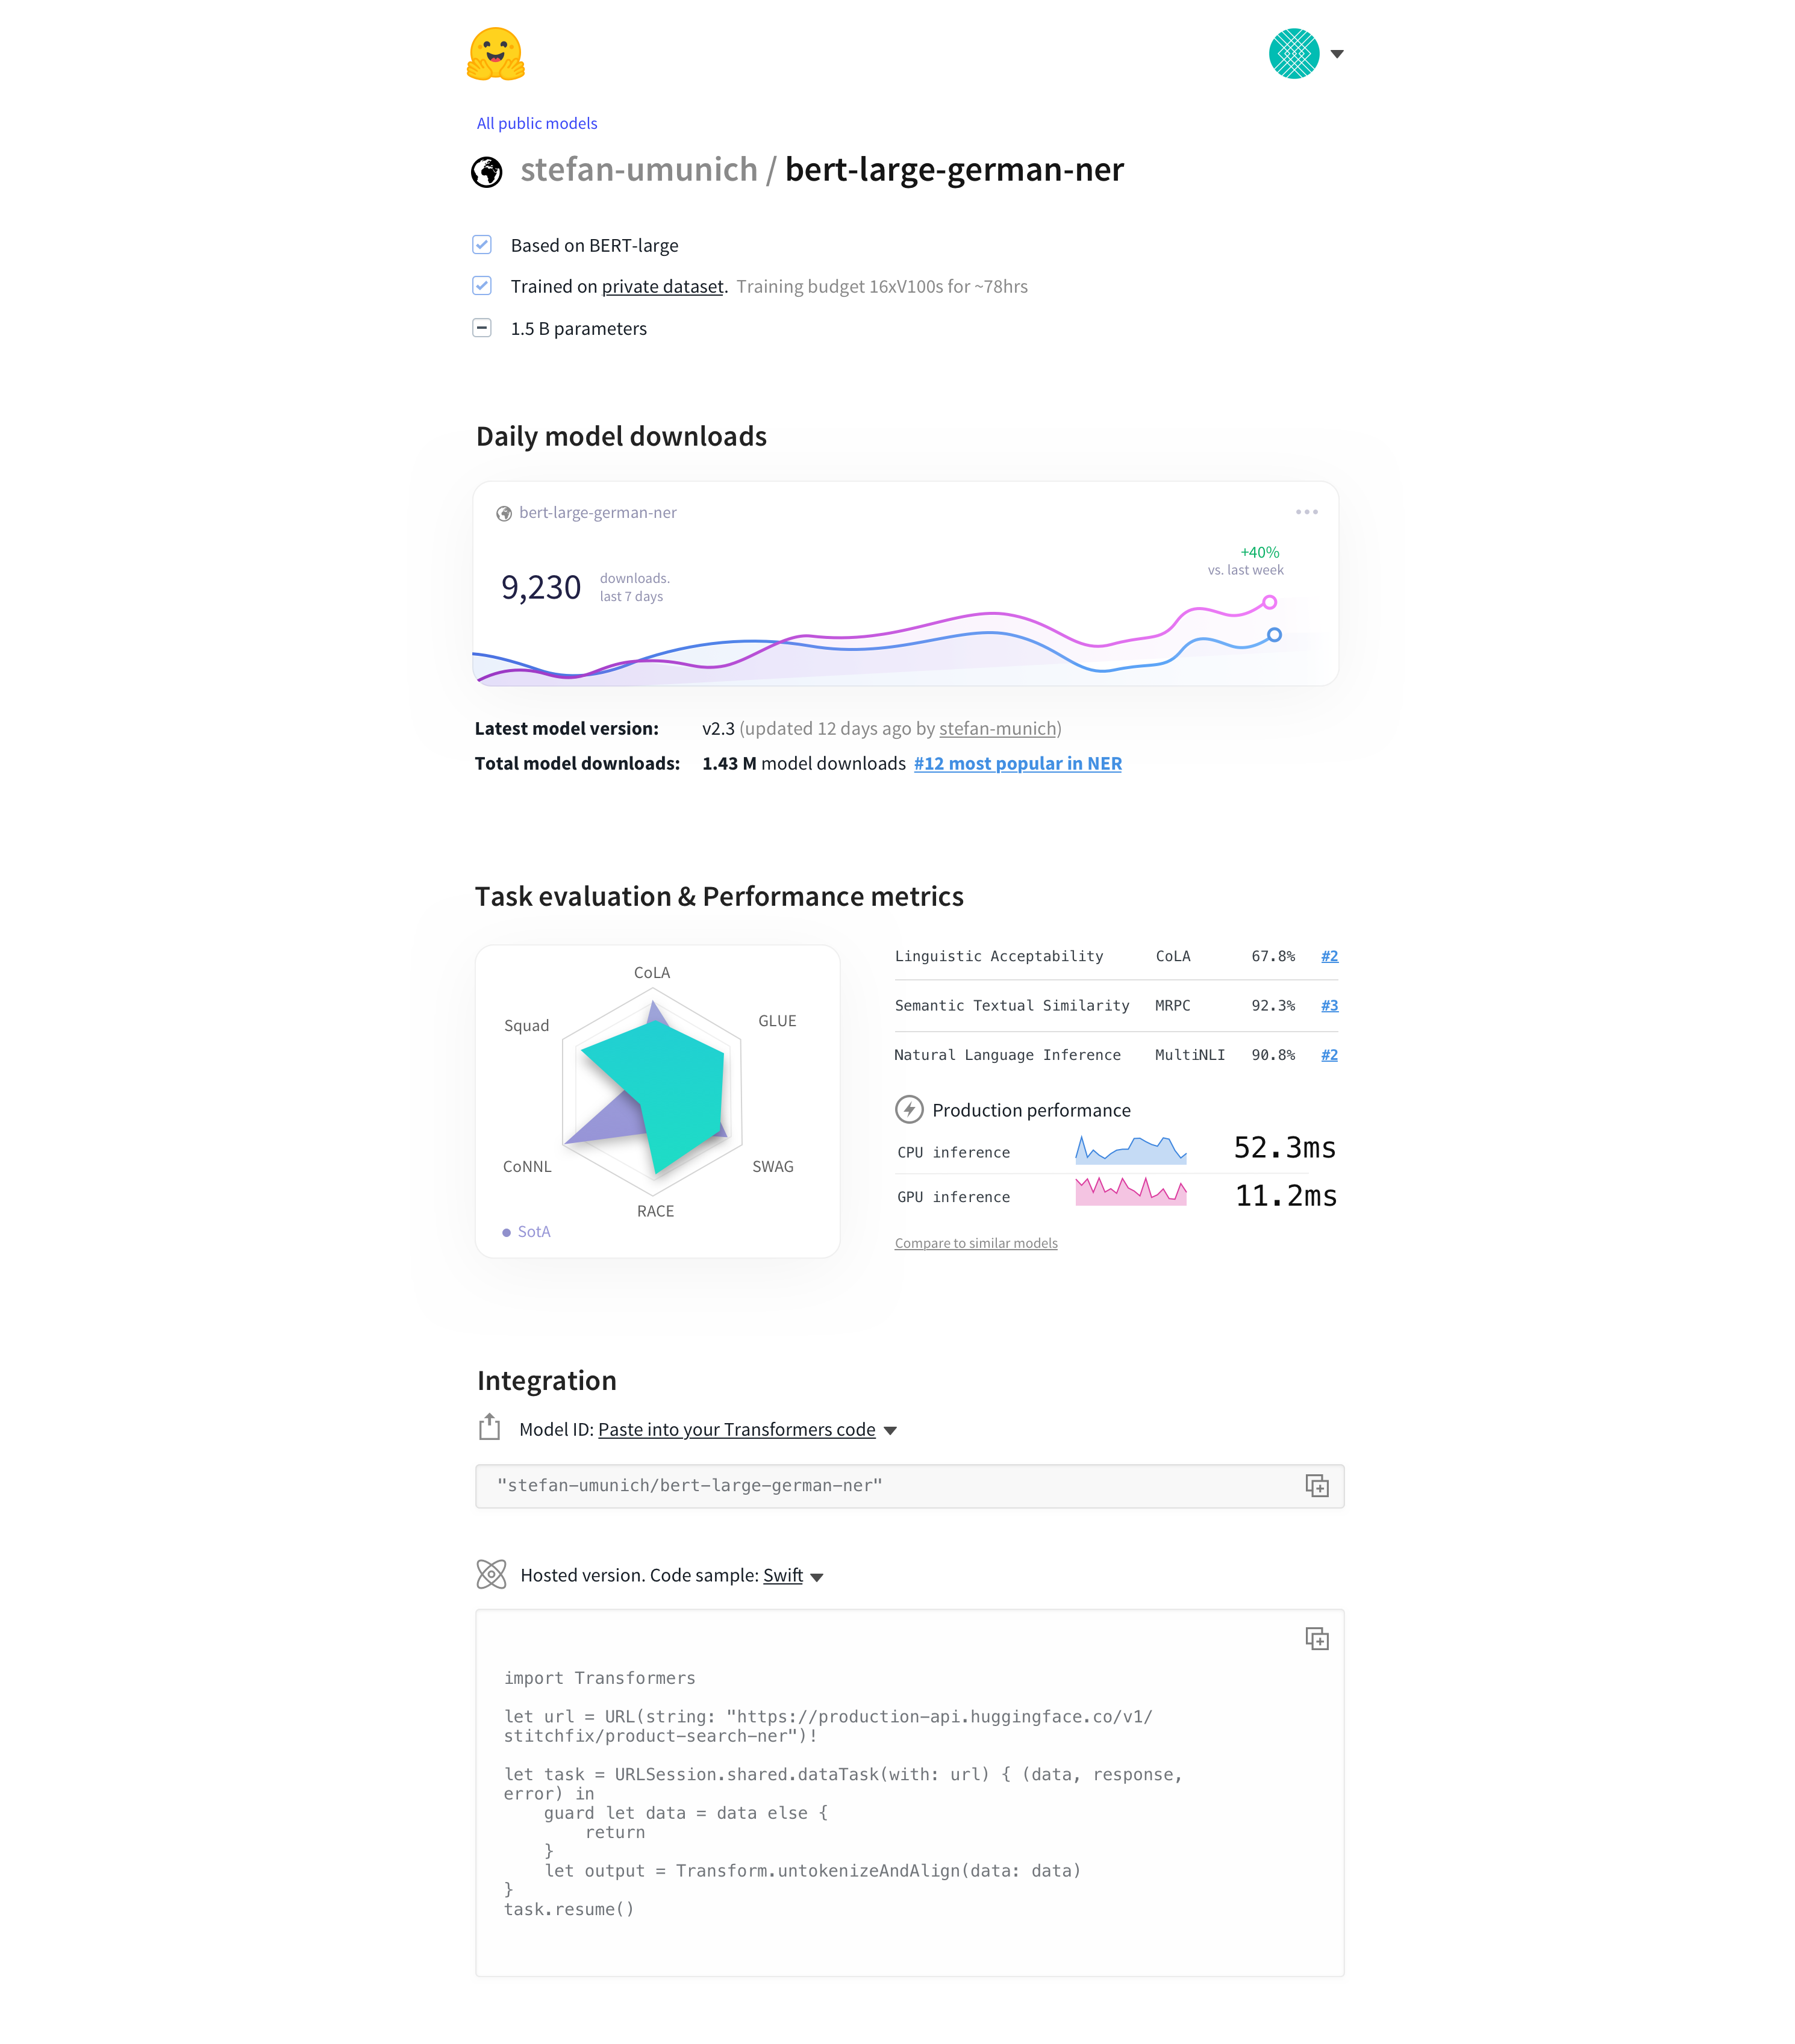 All public models
stefan-umunich / bert-large-german-ner
Based on BERT-large
Trained on private dataset. Training budget 16xV100s for ~78hrs
1.5 B parameters
Daily model downloads
bert-large-german-ner
+40%
vs. last week
9,230 downloads.
last 7 days
Latest model version: v2.3 (updated 12 days ago by stefan-munich)
Total model downloads: 1.43 M model downloads #12 most popular in NER
Task evaluation & Performance metrics
CoLA
GLUE
Squad
CoNNL
SWAG
RACE
SotA
Linguistic Acceptability CoLA 67.8% #2
Semantic Textual Similarity MRPC 92.3% #3
Natural Language Inference MultiNLI 90.8% #2
Production performance
CPU inference 52.3ms
GPU inference 11.2ms
Compare to similar models
Integration
Model ID: Paste into your Transformers code
"stefan-umunich/bert-large-german-ner"
Hosted version. Code sample: Swift
import Transformers
let url = URL(string: "https://production-api.huggingface.co/v1/
stitchfix/product-search-ner")!
let task = URLSession.shared.dataTask(with: url) { (data, response,
error) in
    guard let data = data else {
        return
    }
    let output = Transform.untokenizeAndAlign(data: data)
}
task.resume()